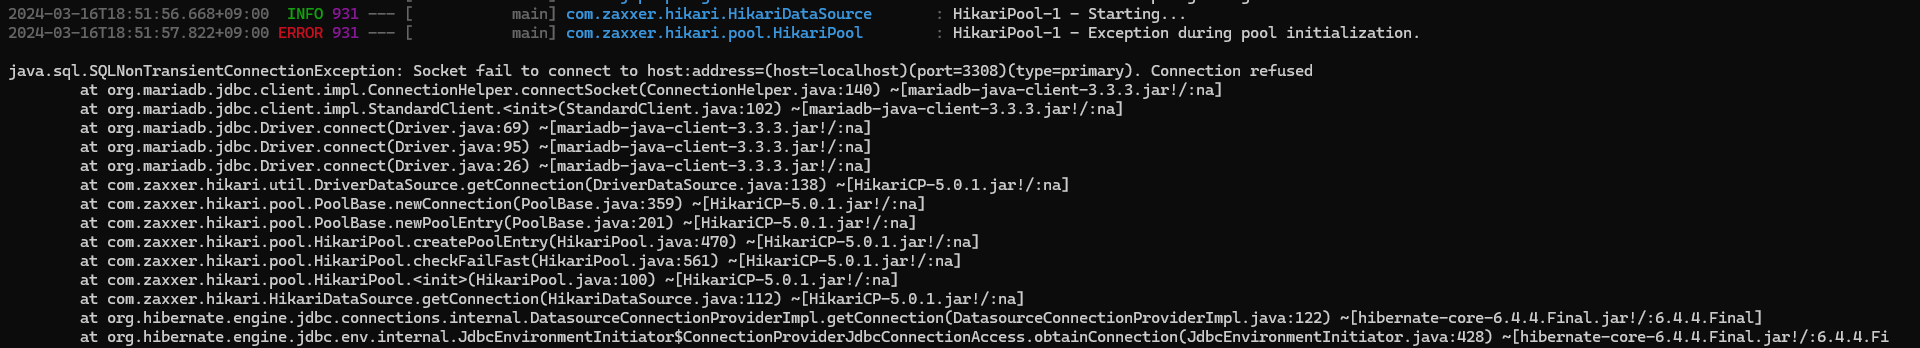 2024-03-16T18:51:56.668+09:00  INFO 931 --- [           main] com.zaxxer.hikari.HikariDataSource       : HikariPool-1 - Starting...
2024-03-16T18:51:57.822+09:00 ERROR 931 --- [           main] com.zaxxer.hikari.pool.HikariPool        : HikariPool-1 - Exception during pool initialization.
java.sql.SQLNonTransientConnectionException: Socket fail to connect to host:address=(host=localhost)(port=3308)(type=primary). Connection refused
        at org.mariadb.jdbc.client.impl.ConnectionHelper.connectSocket(ConnectionHelper.java:140) ~[mariadb-java-client-3.3.3.jar!/:na]
        at org.mariadb.jdbc.client.impl.StandardClient.<init>(StandardClient.java:102) ~[mariadb-java-client-3.3.3.jar!/:na]
        at org.mariadb.jdbc.Driver.connect(Driver.java:69) ~[mariadb-java-client-3.3.3.jar!/:na]
        at org.mariadb.jdbc.Driver.connect(Driver.java:95) ~[mariadb-java-client-3.3.3.jar!/:na]
        at org.mariadb.jdbc.Driver.connect(Driver.java:26) ~[mariadb-java-client-3.3.3.jar!/:na]
        at com.zaxxer.hikari.util.DriverDataSource.getConnection(DriverDataSource.java:138) ~[HikariCP-5.0.1.jar!/:na]
        at com.zaxxer.hikari.pool.PoolBase.newConnection(PoolBase.java:359) ~[HikariCP-5.0.1.jar!/:na]
        at com.zaxxer.hikari.pool.PoolBase.newPoolEntry(PoolBase.java:201) ~[HikariCP-5.0.1.jar!/:na]
        at com.zaxxer.hikari.pool.HikariPool.createPoolEntry(HikariPool.java:470) ~[HikariCP-5.0.1.jar!/:na]
        at com.zaxxer.hikari.pool.HikariPool.checkFailFast(HikariPool.java:561) ~[HikariCP-5.0.1.jar!/:na]
        at com.zaxxer.hikari.pool.HikariPool.<init>(HikariPool.java:100) ~[HikariCP-5.0.1.jar!/:na]
        at com.zaxxer.hikari.HikariDataSource.getConnection(HikariDataSource.java:112) ~[HikariCP-5.0.1.jar!/:na]
        at org.hibernate.engine.jdbc.connections.internal.DatasourceConnectionProviderImpl.getConnection(DatasourceConnectionProviderImpl.java:122) ~[hibernate-core-6.4.4.Final.jar!/:6.4.4.Final]
        at org.hibernate.engine.jdbc.env.internal.JdbcEnvironmentInitiator$ConnectionProviderJdbcConnectionAccess.obtainConnection(JdbcEnvironmentInitiator.java:428) ~[hibernate-core-6.4.4.Final.jar!/:6.4.4.Fi